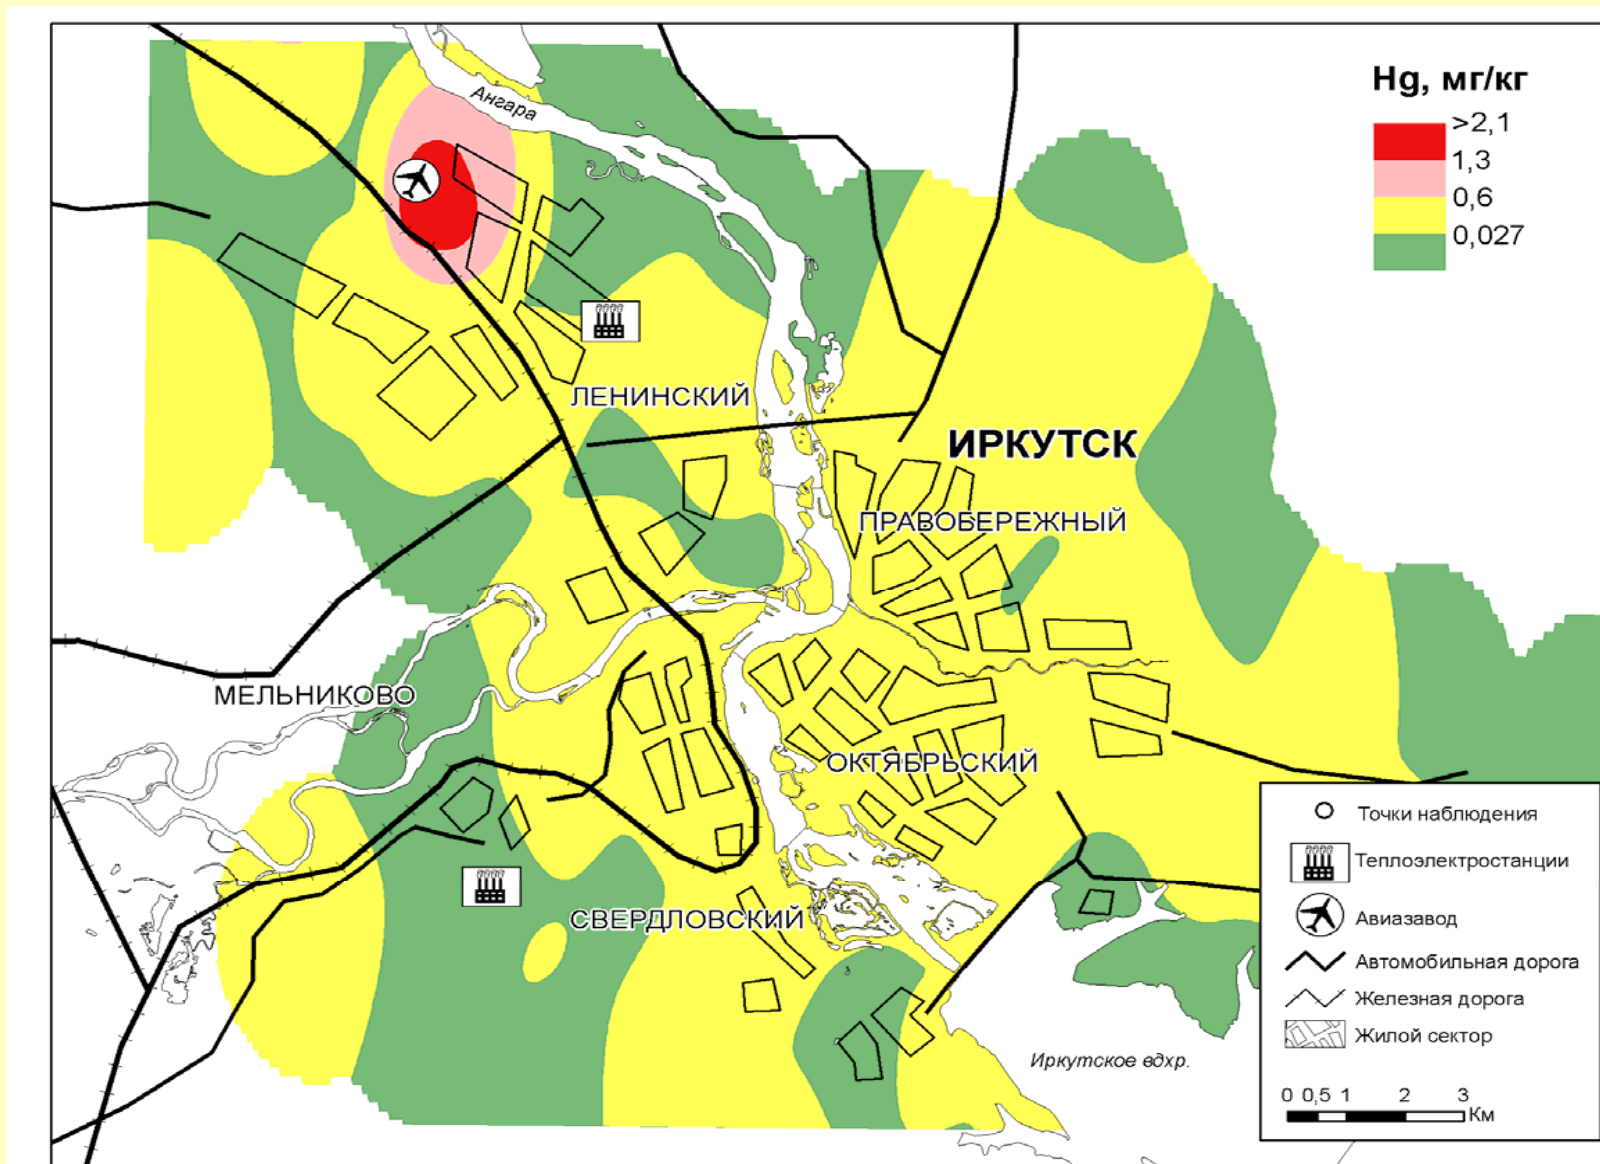 Hg, мг/кг
>2,1
1,3
0,6
0,027
Ангара
ЛЕНИНСКИЙ
ИРКУТСК
ПРАВОБЕРЕЖНЫЙ
МЕЛЬНИКОВО
ОКТЯБРЬСКИЙ
СВЕРДЛОВСКИЙ
Иркутское вдхр.
Точки наблюдения
Теплоэлектростанции
Авиазавод
Автомобильная дорога
Железная дорога
Жилой сектор
0 0,5 1 2 3
Км